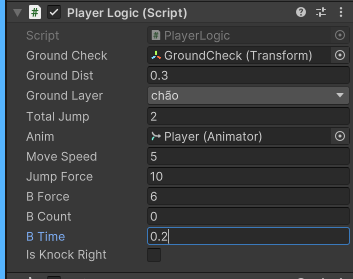 # Player Logic (Script)
Script # PlayerLogic
Ground Check GroundCheck (Transform)
Ground Dist 0.3
Ground Layer chão
Total Jump 2
Anim Player (Animator)
Move Speed 5
Jump Force 10
B Force 6
B Count 0
B Time 0.2
Is Knock Right